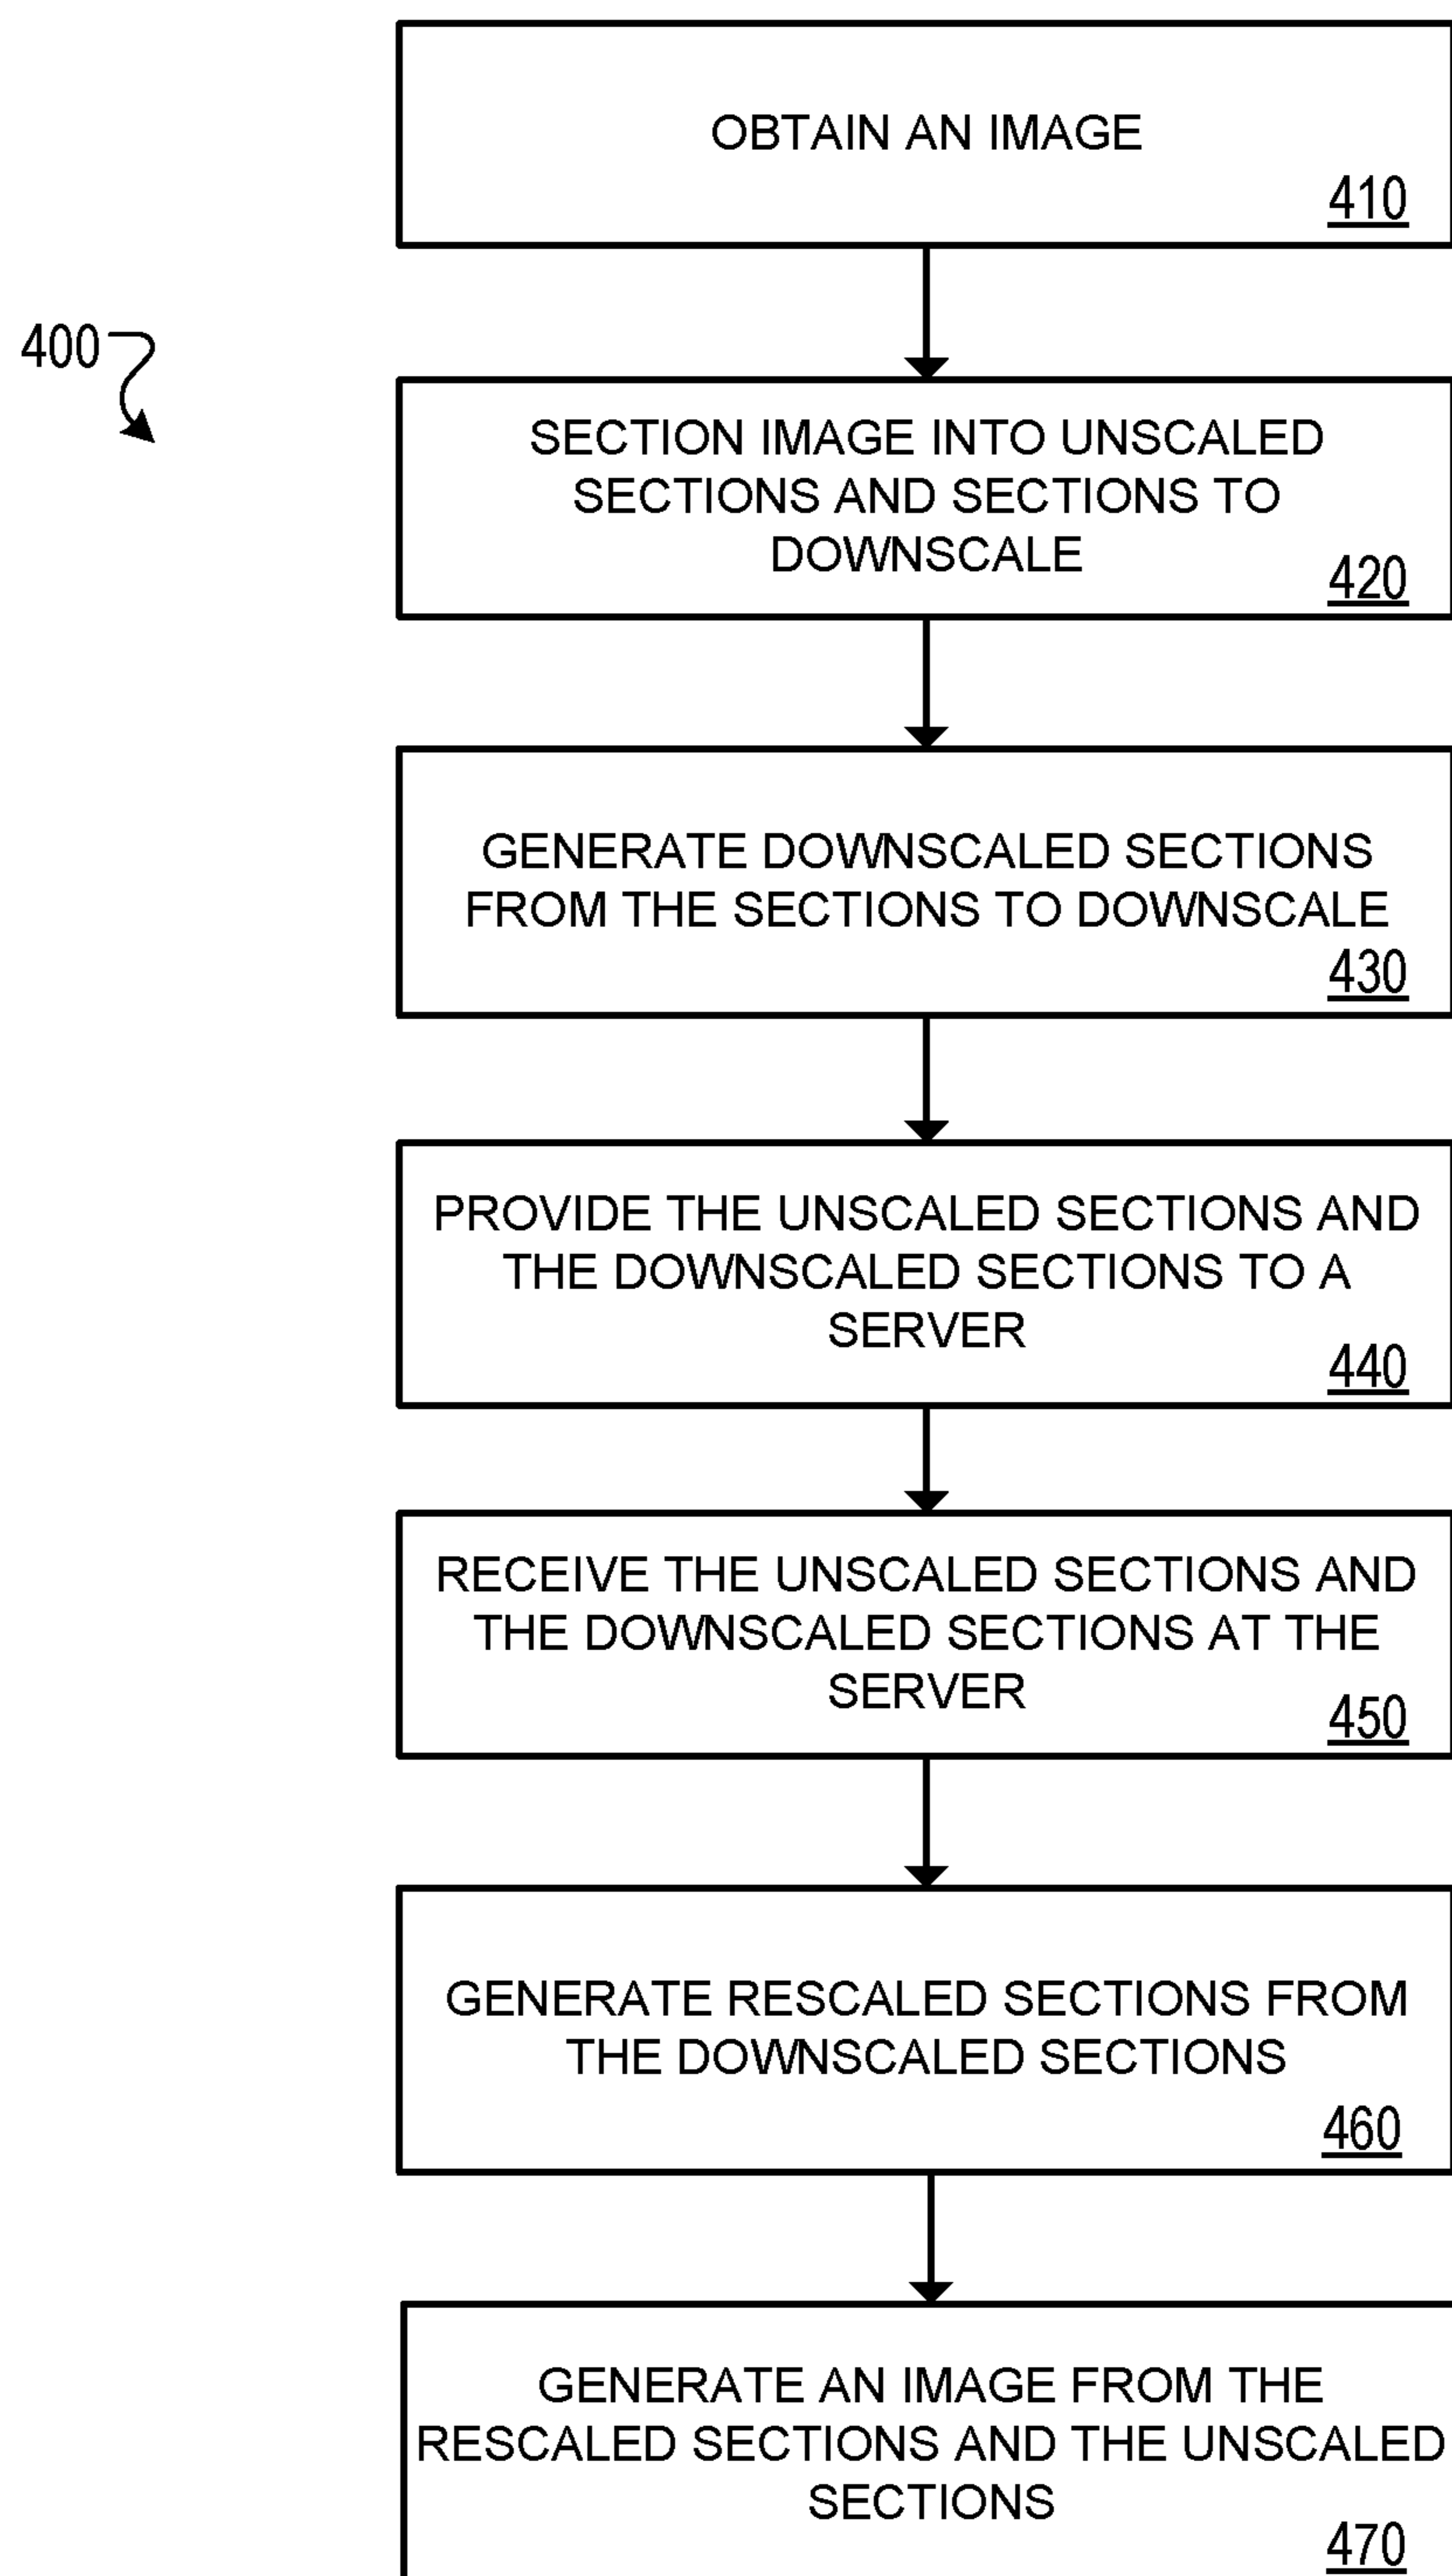 OBTAIN AN IMAGE
410
400
SECTION IMAGE INTO UNSCALED
SECTIONS AND SECTIONS TO
DOWNSCALE
420
GENERATE DOWNSCALED SECTIONS
FROM THE SECTIONS TO DOWNSCALE
430
PROVIDE THE UNSCALED SECTIONS AND
THE DOWNSCALED SECTIONS TO A
SERVER
440
RECEIVE THE UNSCALED SECTIONS AND
THE DOWNSCALED SECTIONS AT THE
SERVER
450
GENERATE RESCALED SECTIONS FROM
THE DOWNSCALED SECTIONS
460
GENERATE AN IMAGE FROM THE
RESCALED SECTIONS AND THE UNSCALED
SECTIONS
470